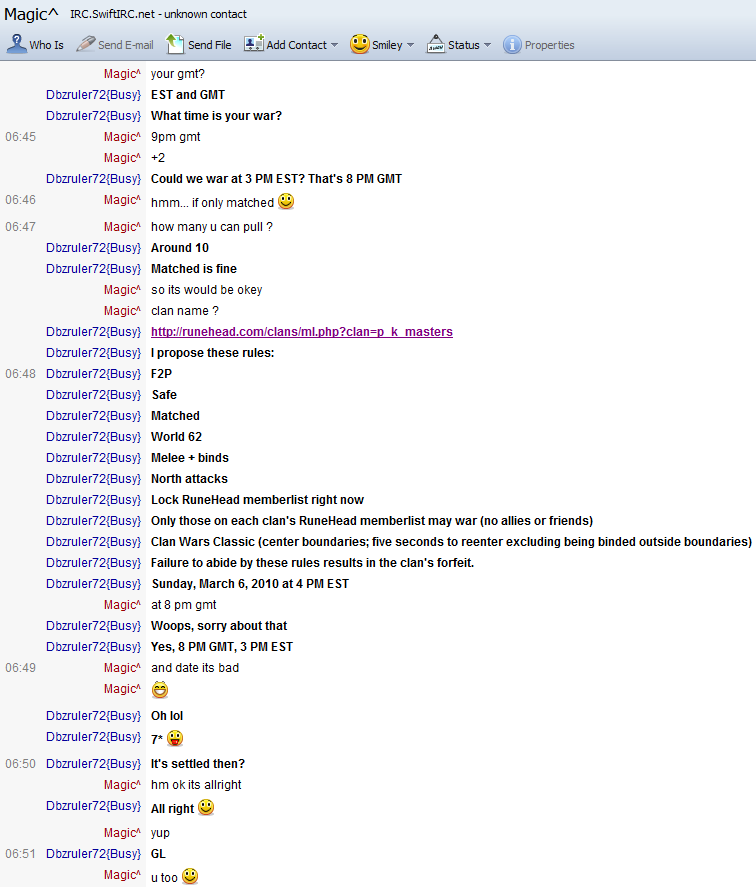 Magic^ IRC.SwiftIRC.net - unknown contact
Who Is Send E-mail Send File Add Contact Smiley Status Properties
Magic^ your gmt?
Dbzruler72{Busy} EST and GMT
Dbzruler72{Busy} What time is your war?
06:45 Magic^ 9pm gmt
Magic^ +2
Dbzruler72{Busy} Could we war at 3 PM EST? That's 8 PM GMT
06:46 Magic^ hmm... if only matched
06:47 Magic^ how many u can pull ?
Dbzruler72{Busy} Around 10
Dbzruler72{Busy} Matched is fine
Magic^ so its would be okey
Magic^ clan name ?
Dbzruler72{Busy} http://runehead.com/clans/ml.php?clan=p_k_masters
Dbzruler72{Busy} I propose these rules:
06:48 Dbzruler72{Busy} F2P
Dbzruler72{Busy} Safe
Dbzruler72{Busy} Matched
Dbzruler72{Busy} World 62
Dbzruler72{Busy} Melee + binds
Dbzruler72{Busy} North attacks
Dbzruler72{Busy} Lock RuneHead memberlist right now
Dbzruler72{Busy} Only those on each clan's RuneHead memberlist may war (no allies or friends)
Dbzruler72{Busy} Clan Wars Classic (center boundaries; five seconds to reenter excluding being binded outside boundaries)
Dbzruler72{Busy} Failure to abide by these rules results in the clan's forfeit.
Dbzruler72{Busy} Sunday, March 6, 2010 at 4 PM EST
Magic^ at 8 pm gmt
Dbzruler72{Busy} Woops, sorry about that
Dbzruler72{Busy} Yes, 8 PM GMT, 3 PM EST
06:49 Magic^ and date its bad
Magic^
Dbzruler72{Busy} Oh lol
Dbzruler72{Busy} 7*
06:50 Dbzruler72{Busy} It's settled then?
Magic^ hm ok its allright
Dbzruler72{Busy} All right
Magic^ yup
06:51 Dbzruler72{Busy} GL
Magic^ u too